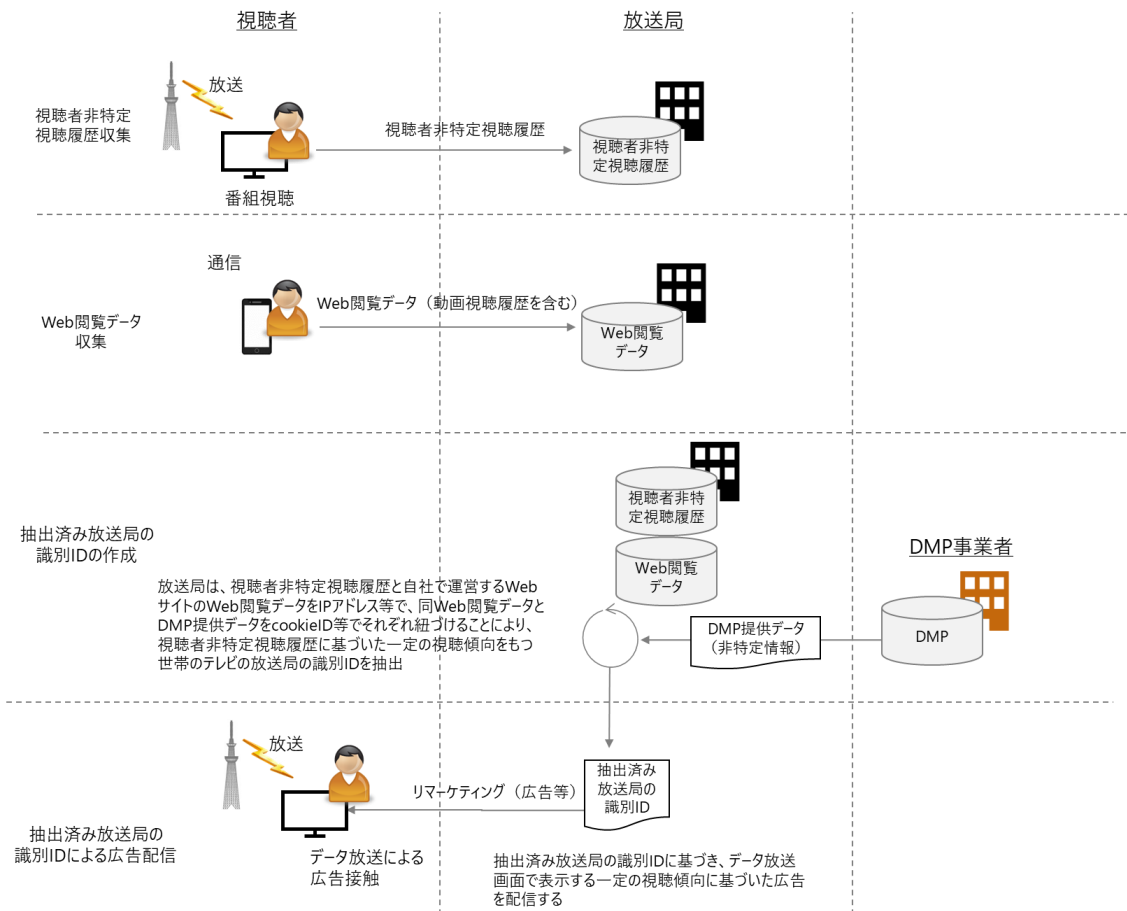 視聴者
放送局
放送
視聴者非特定
視聴履歴収集
視聴者非特定視聴履歴
視聴者非特
定視聴履歴
番組視聴
通信
Web閲覧データ（動画視聴履歴を含む）
Web閲覧データ
収集
Web閲覧
データ
視聴者非特
定視聴履歴
抽出済み放送局の
識別IDの作成
DMP事業者
Web閲覧
データ
放送局は、視聴者非特定視聴履歴と自社で運営するWeb
サイトのWeb閲覧データをIPアドレス等で、同Web閲覧データと
DMP提供データをcookieID等でそれぞれ紐づけることにより、
視聴者非特定視聴履歴に基づいた一定の視聴傾向をもつ
世帯のテレビの放送局の識別IDを抽出
DMP提供データ
（非特定情報）
DMP
放送
抽出済み
放送局の
識別ID
リマーケティング（広告等）
抽出済み放送局の
識別IDによる広告配信
データ放送による
広告接触
抽出済み放送局の識別IDに基づき、データ放送
画面で表示する一定の視聴傾向に基づいた広告
を配信する